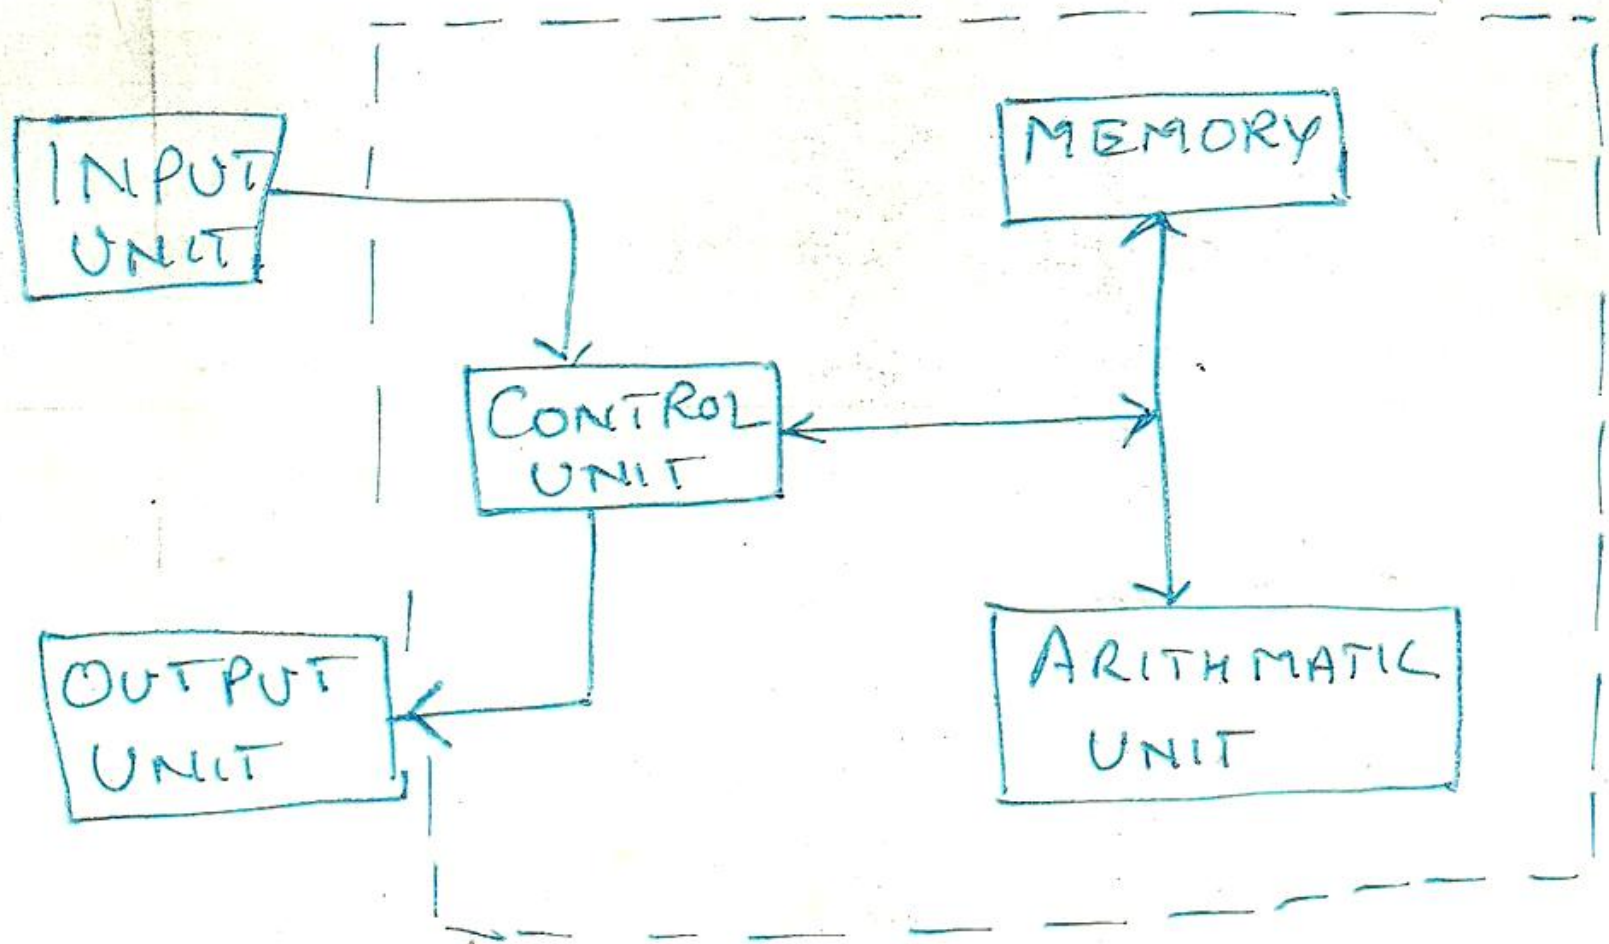 INPUT
UNIT
MEMORY
CONTROL
UNIT
OUTPUT
UNIT
ARITHMATIC
UNIT